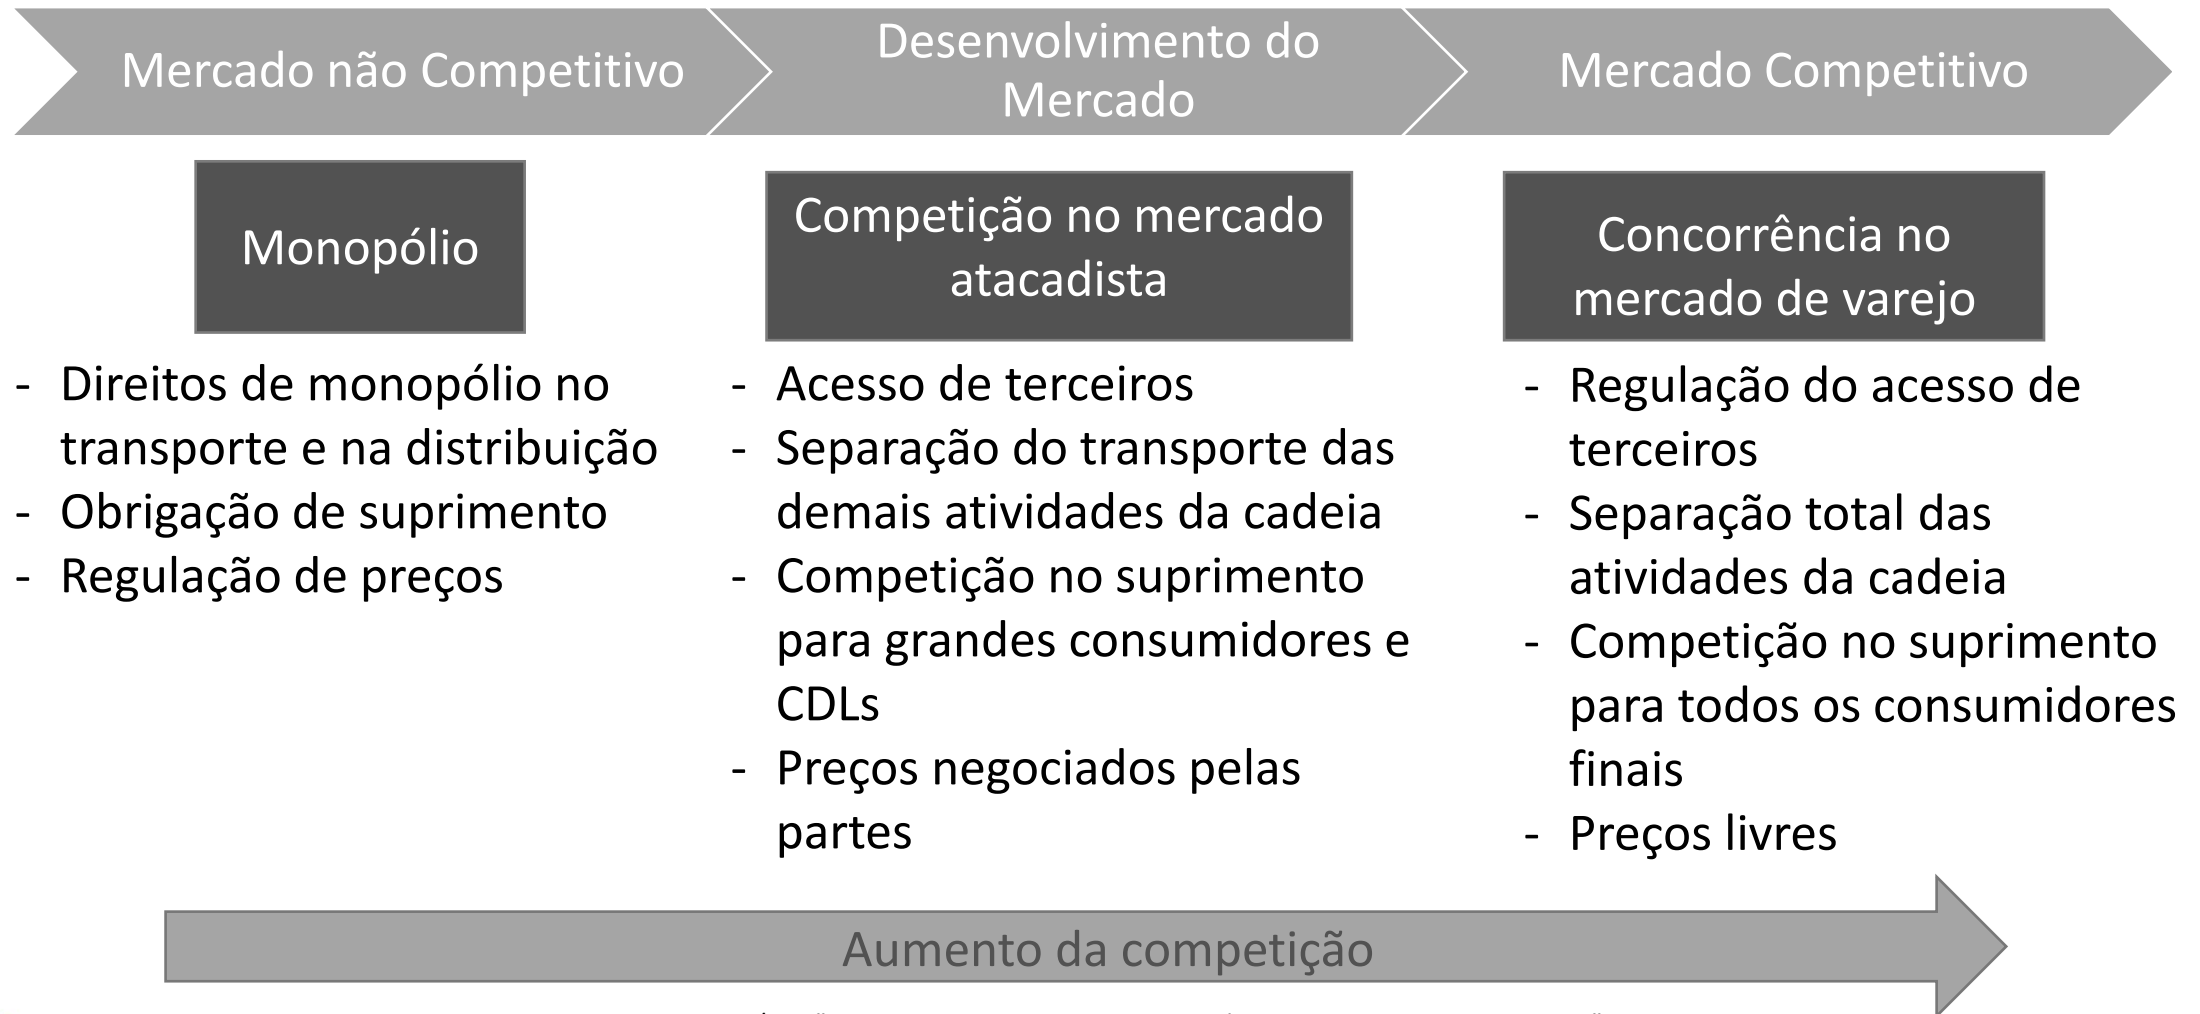 Mercado não Competitivo
Desenvolvimento do
Mercado
Mercado Competitivo
Monopólio
- Direitos de monopólio no
transporte e na distribuição
- Obrigação de suprimento
- Regulação de preços
Competição no mercado
atacadista
- Acesso de terceiros
- Separação do transporte das
demais atividades da cadeia
- Competição no suprimento
para grandes consumidores e
CDLs
- Preços negociados pelas
partes
Concorrência no
mercado de varejo
- Regulação do acesso de
terceiros
- Separação total das
atividades da cadeia
- Competição no suprimento
para todos os consumidores
finais
- Preços livres
Aumento da competição